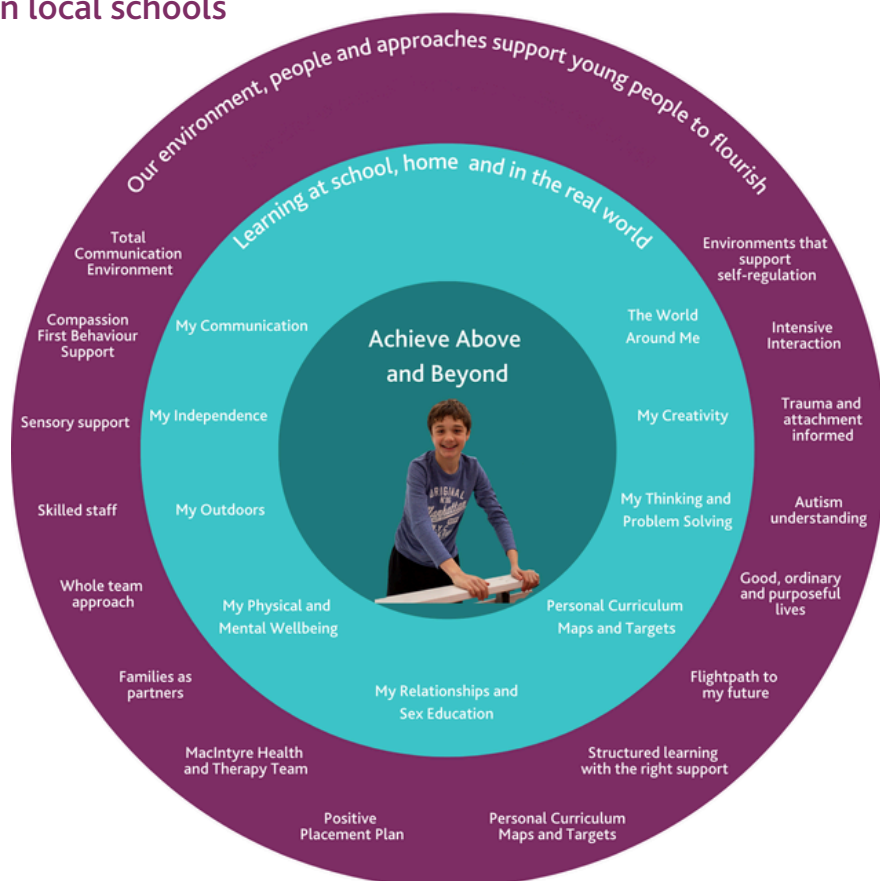 n local schools
Our environment, people and approaches support young people to flourish
Learning at school, home and in the real world
Achieve Above
and Beyond
ORIGINAL
Manhattan
My Communication
My Independence
My Outdoors
My Physical and
Mental Wellbeing
My Relationships and
Sex Education
Personal Curriculum
Maps and Targets
My Thinking and
Problem Solving
My Creativity
The World
Around Me
Total
Communication
Environment
Compassion
First Behaviour
Support
Sensory support
Skilled staff
Whole team
approach
Families as
partners
MacIntyre Health
and Therapy Team
Positive
Placement Plan
Personal Curriculum
Maps and Targets
Structured learning
with the right support
Flightpath to
my future
Good, ordinary
and purposeful
lives
Autism
understanding
Trauma and
attachment
informed
Intensive
Interaction
Environments that
support
self-regulation